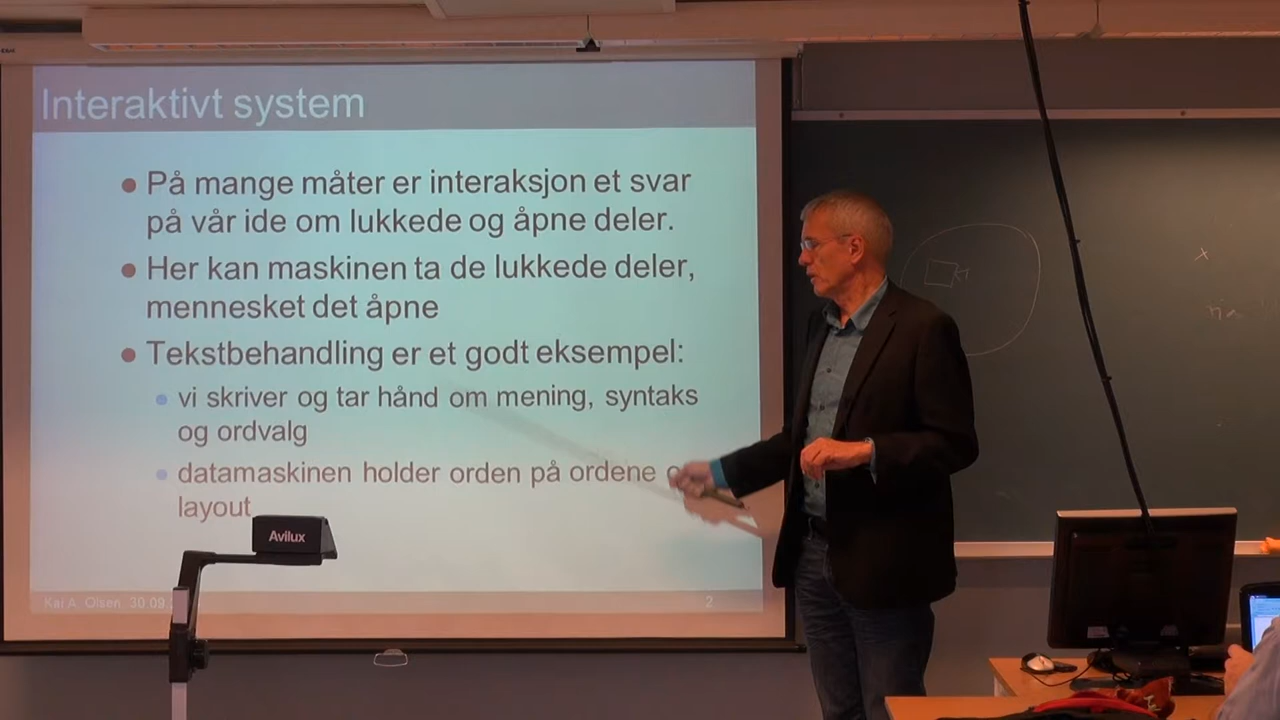 Interaktivt system
På mange måter er interaksjon et svar
på vår ide om lukkede og åpne deler.
Her kan maskinen ta de lukkede deler,
mennesket det åpne
Tekstbehandling er et godt eksempel:
vi skriver og tar hånd om mening, syntaks
og ordvalg
datamaskinen holder orden på ordene
layout
Avilux
Kai A. Olsen 30.09
2